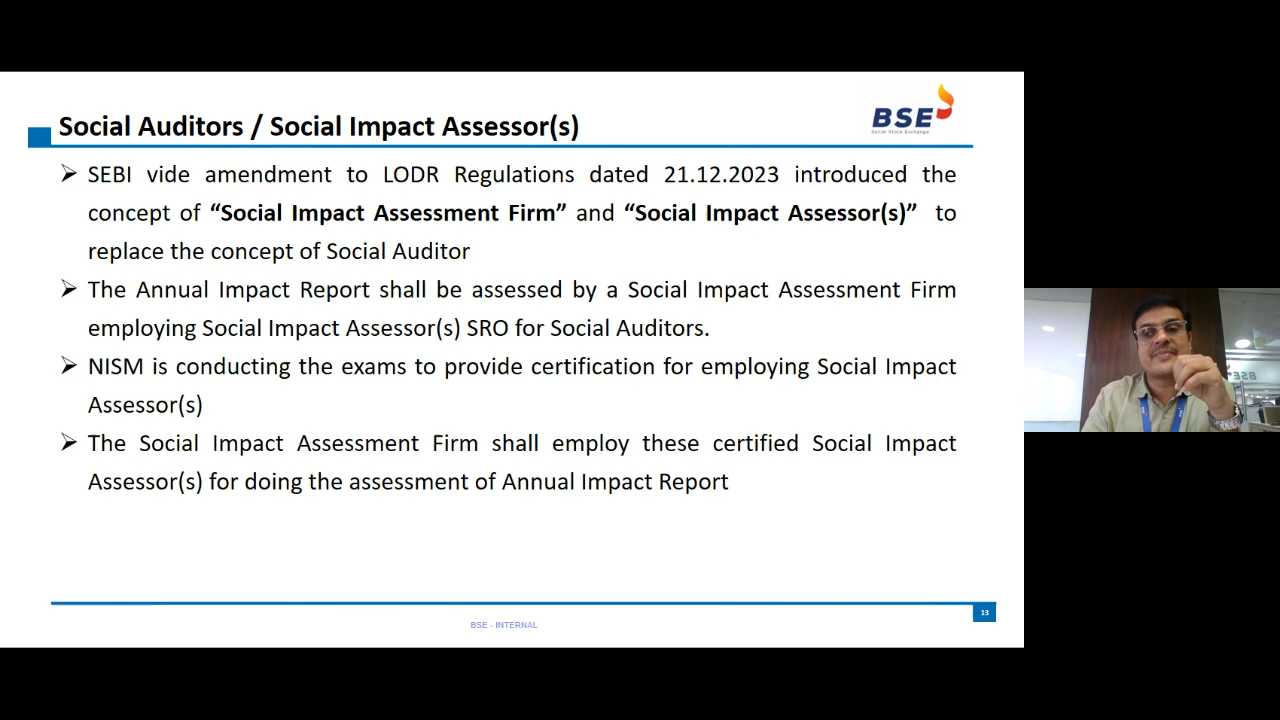 Social Auditors / Social Impact Assessor(s)
BSE
Social Stock Exchange
➢ SEBI vide amendment to LODR Regulations dated 21.12.2023 introduced the
concept of “Social Impact Assessment Firm” and “Social Impact Assessor(s)” to
replace the concept of Social Auditor
➢ The Annual Impact Report shall be assessed by a Social Impact Assessment Firm
employing Social Impact Assessor(s) SRO for Social Auditors.
➢ NISM is conducting the exams to provide certification for employing Social Impact
Assessor(s)
➢ The Social Impact Assessment Firm shall employ these certified Social Impact
Assessor(s) for doing the assessment of Annual Impact Report
13
BSE - INTERNAL
BSE